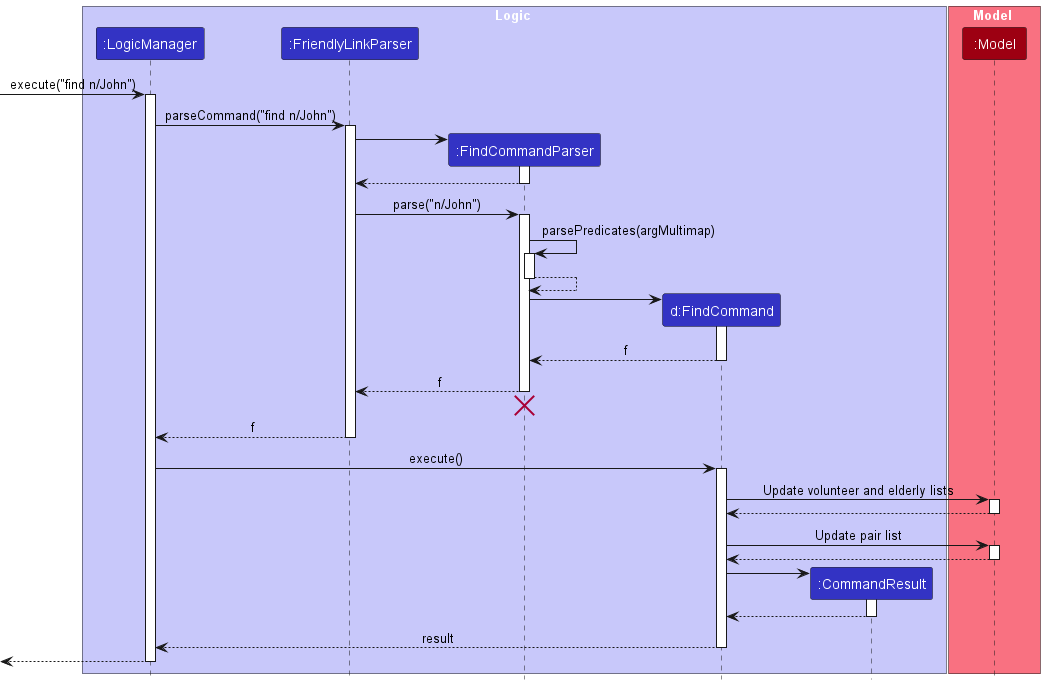 Logic
Model
:LogicManager
:FriendlyLinkParser
:Model
execute("find n/John")
parseCommand("find n/John")
:FindCommandParser
parse("n/John")
parsePredicates(argMultimap)
d:FindCommand
f
f
f
execute()
Update volunteer and elderly lists
Update pair list
:CommandResult
result